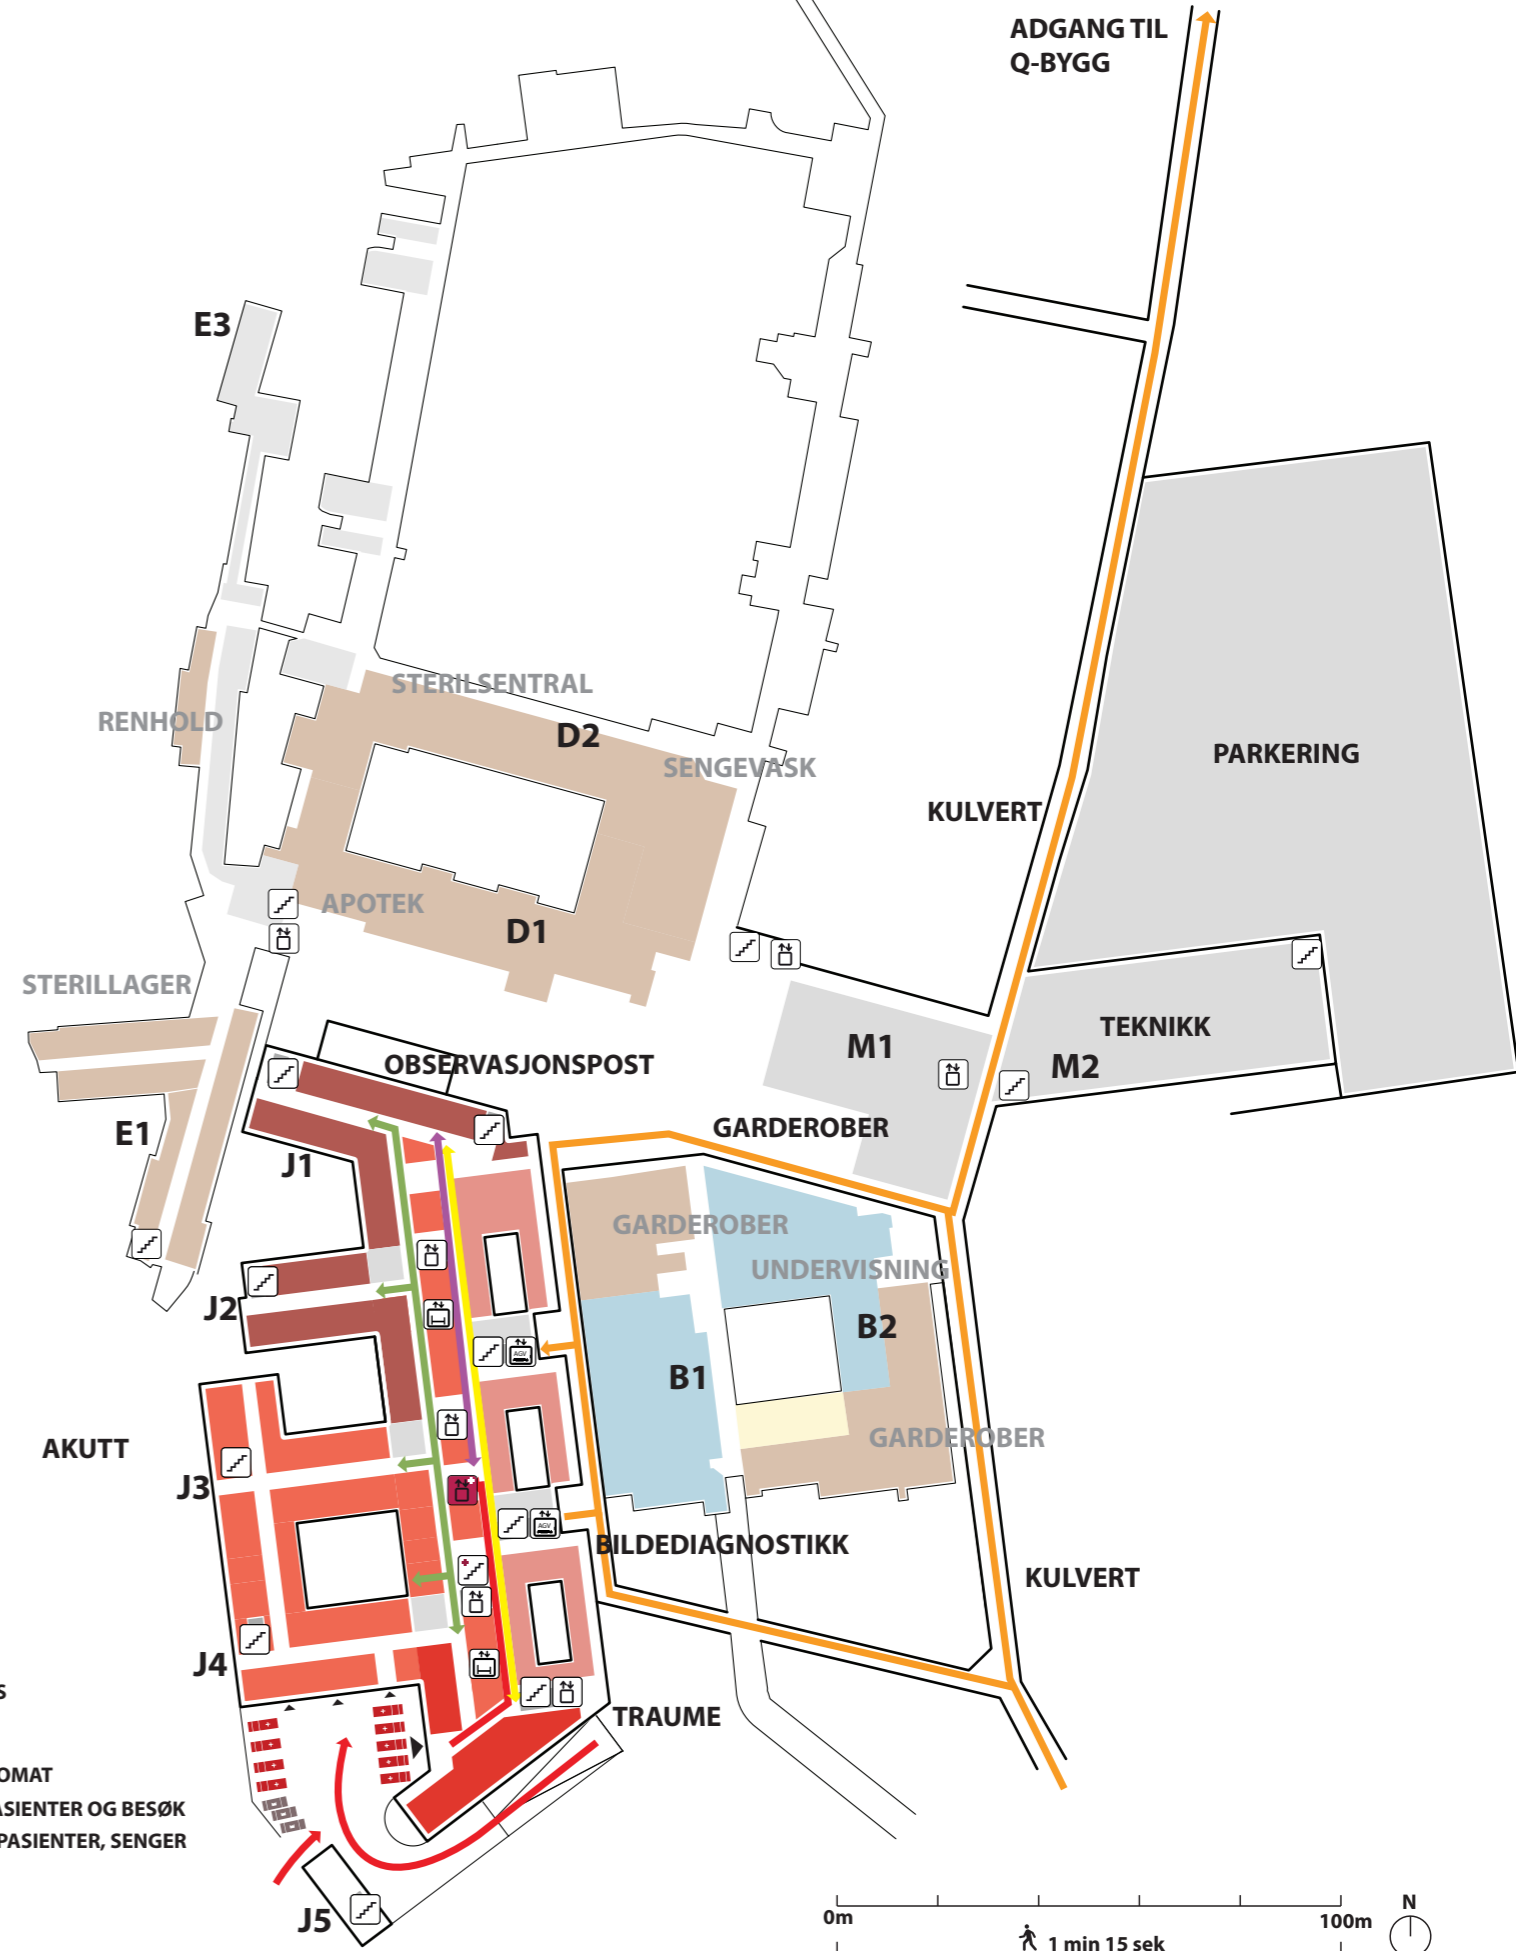 ADGANG TIL
Q-BYGG
E3
STERILSENTRAL
RENHOLD
D2
SENGEVASK
PARKERING
KULVERT
APOTEK
D1
STERILLAGER
TEKNIKK
M1
M2
OBSERVASJONSPOST
GARDEROBER
E1
J1
GARDEROBER
UNDERVISNING
J2
B2
B1
AKUTT
GARDEROBER
J3
AGV
AGV
BILDEDIAGNOSTIKK
KULVERT
J4
S
TRAUME
OMAT
ASIENTER OG BESØK
PASIENTER, SENGER
J5
0m
100m
N
1 min 15 sek